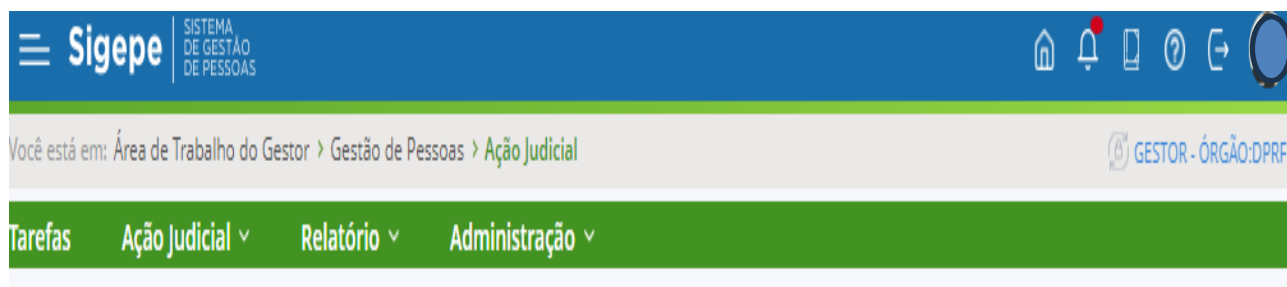 Sigepe
SISTEMA
DE GESTÃO
DE PESSOAS
Você está em: Área de Trabalho do Gestor > Gestão de Pessoas > Ação Judicial
GESTOR - ÓRGÃO:DPRF
Tarefas Ação Judicial Relatório Administração